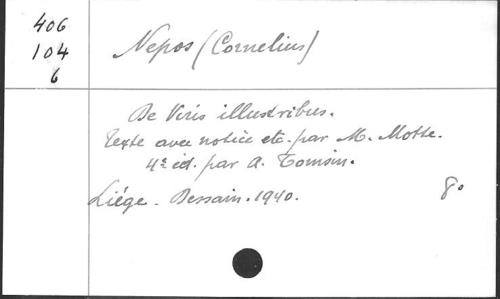 406
104
6
Nepos (Cornelius)
De Viris illustribus.
Texte avec notice etc. par M. Motte.
4e éd. par A. Tomsin.
Liége. Dessain. 1940. 8o